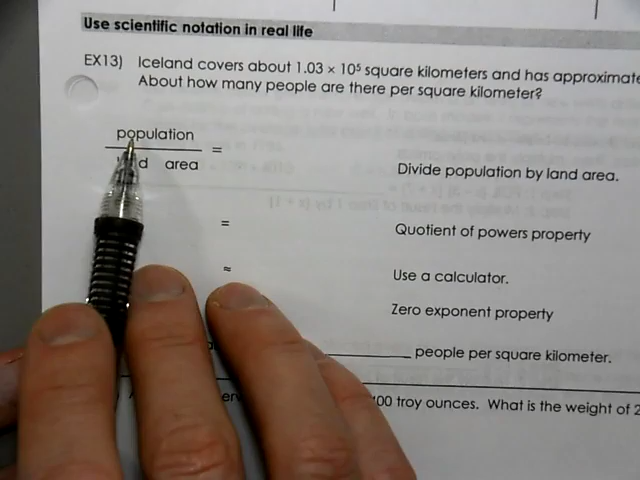 Use scientific notation in real life
EX13) Iceland covers about 1.03 × 10⁵ square kilometers and has approximate
About how many people are there per square kilometer?
population
area =
Divide population by land area.
= Quotient of powers property
≈ Use a calculator.
Zero exponent property
people per square kilometer.
00 troy ounces. What is the weight of 2